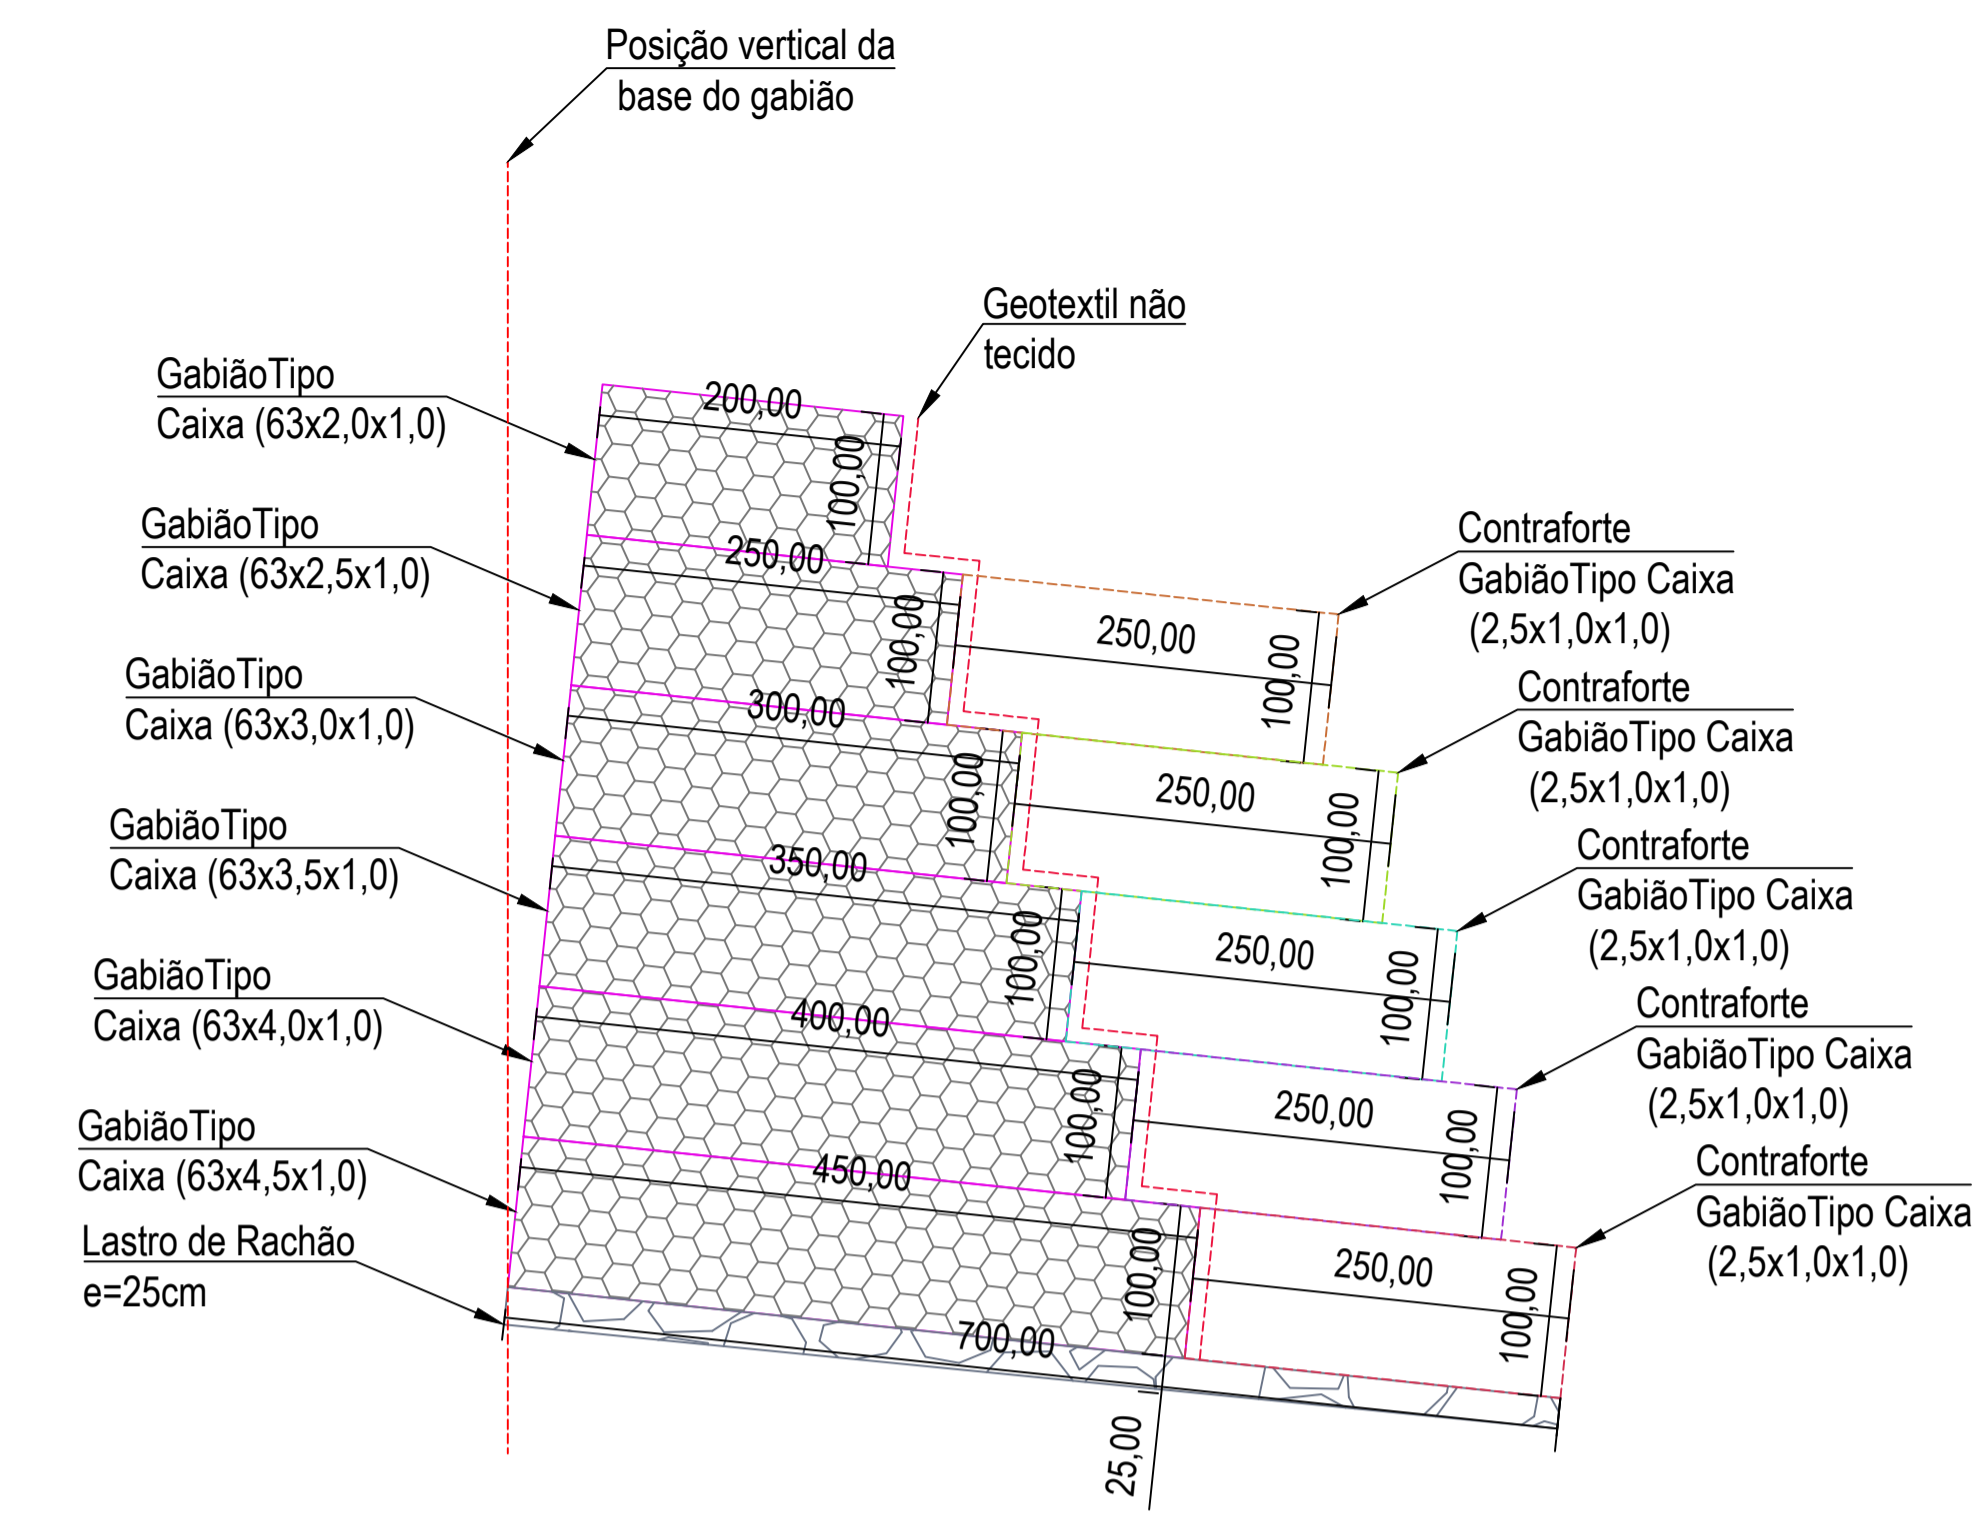 Posição vertical da
base do gabião
Geotextil não
tecido
GabiãoTipo
Caixa (63x2,0x1,0)
GabiãoTipo
Caixa (63x2,5x1,0)
GabiãoTipo
Caixa (63x3,0x1,0)
GabiãoTipo
Caixa (63x3,5x1,0)
GabiãoTipo
Caixa (63x4,0x1,0)
GabiãoTipo
Caixa (63x4,5x1,0)
Lastro de Rachão
e=25cm
200,00
100,00
250,00
100,00
300,00
100,00
350,00
100,00
400,00
100,00
450,00
100,00
700,00
25,00
250,00
100,00
250,00
100,00
250,00
100,00
250,00
100,00
250,00
100,00
Contraforte
GabiãoTipo Caixa
(2,5x1,0x1,0)
Contraforte
GabiãoTipo Caixa
(2,5x1,0x1,0)
Contraforte
GabiãoTipo Caixa
(2,5x1,0x1,0)
Contraforte
GabiãoTipo Caixa
(2,5x1,0x1,0)
Contraforte
GabiãoTipo Caixa
(2,5x1,0x1,0)